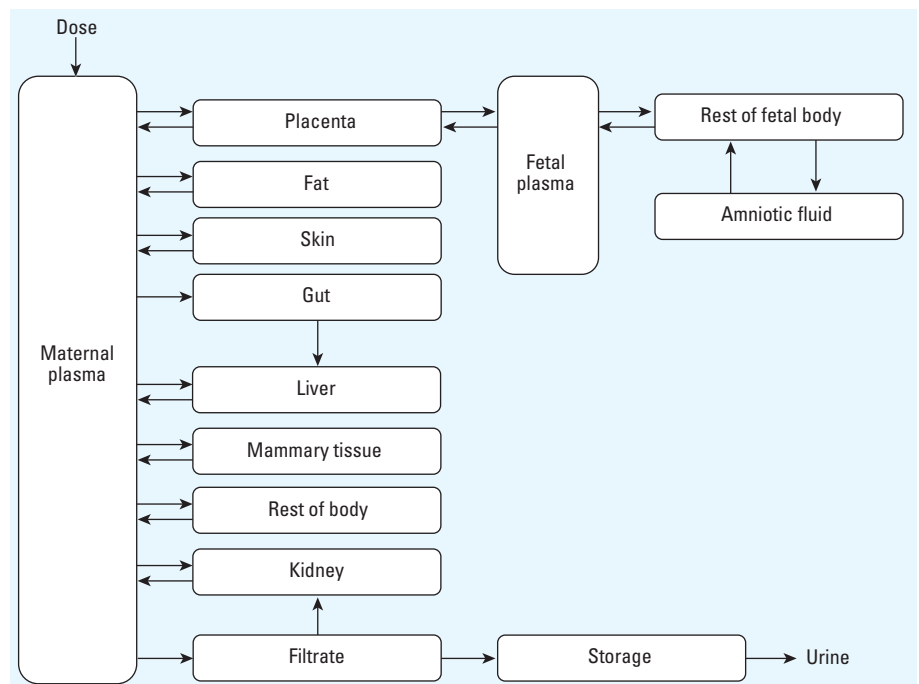 Dose
Placenta
Rest of fetal body
Fetal
plasma
Fat
Amniotic fluid
Skin
Gut
Maternal
plasma
Liver
Mammary tissue
Rest of body
Kidney
Filtrate
Storage
Urine